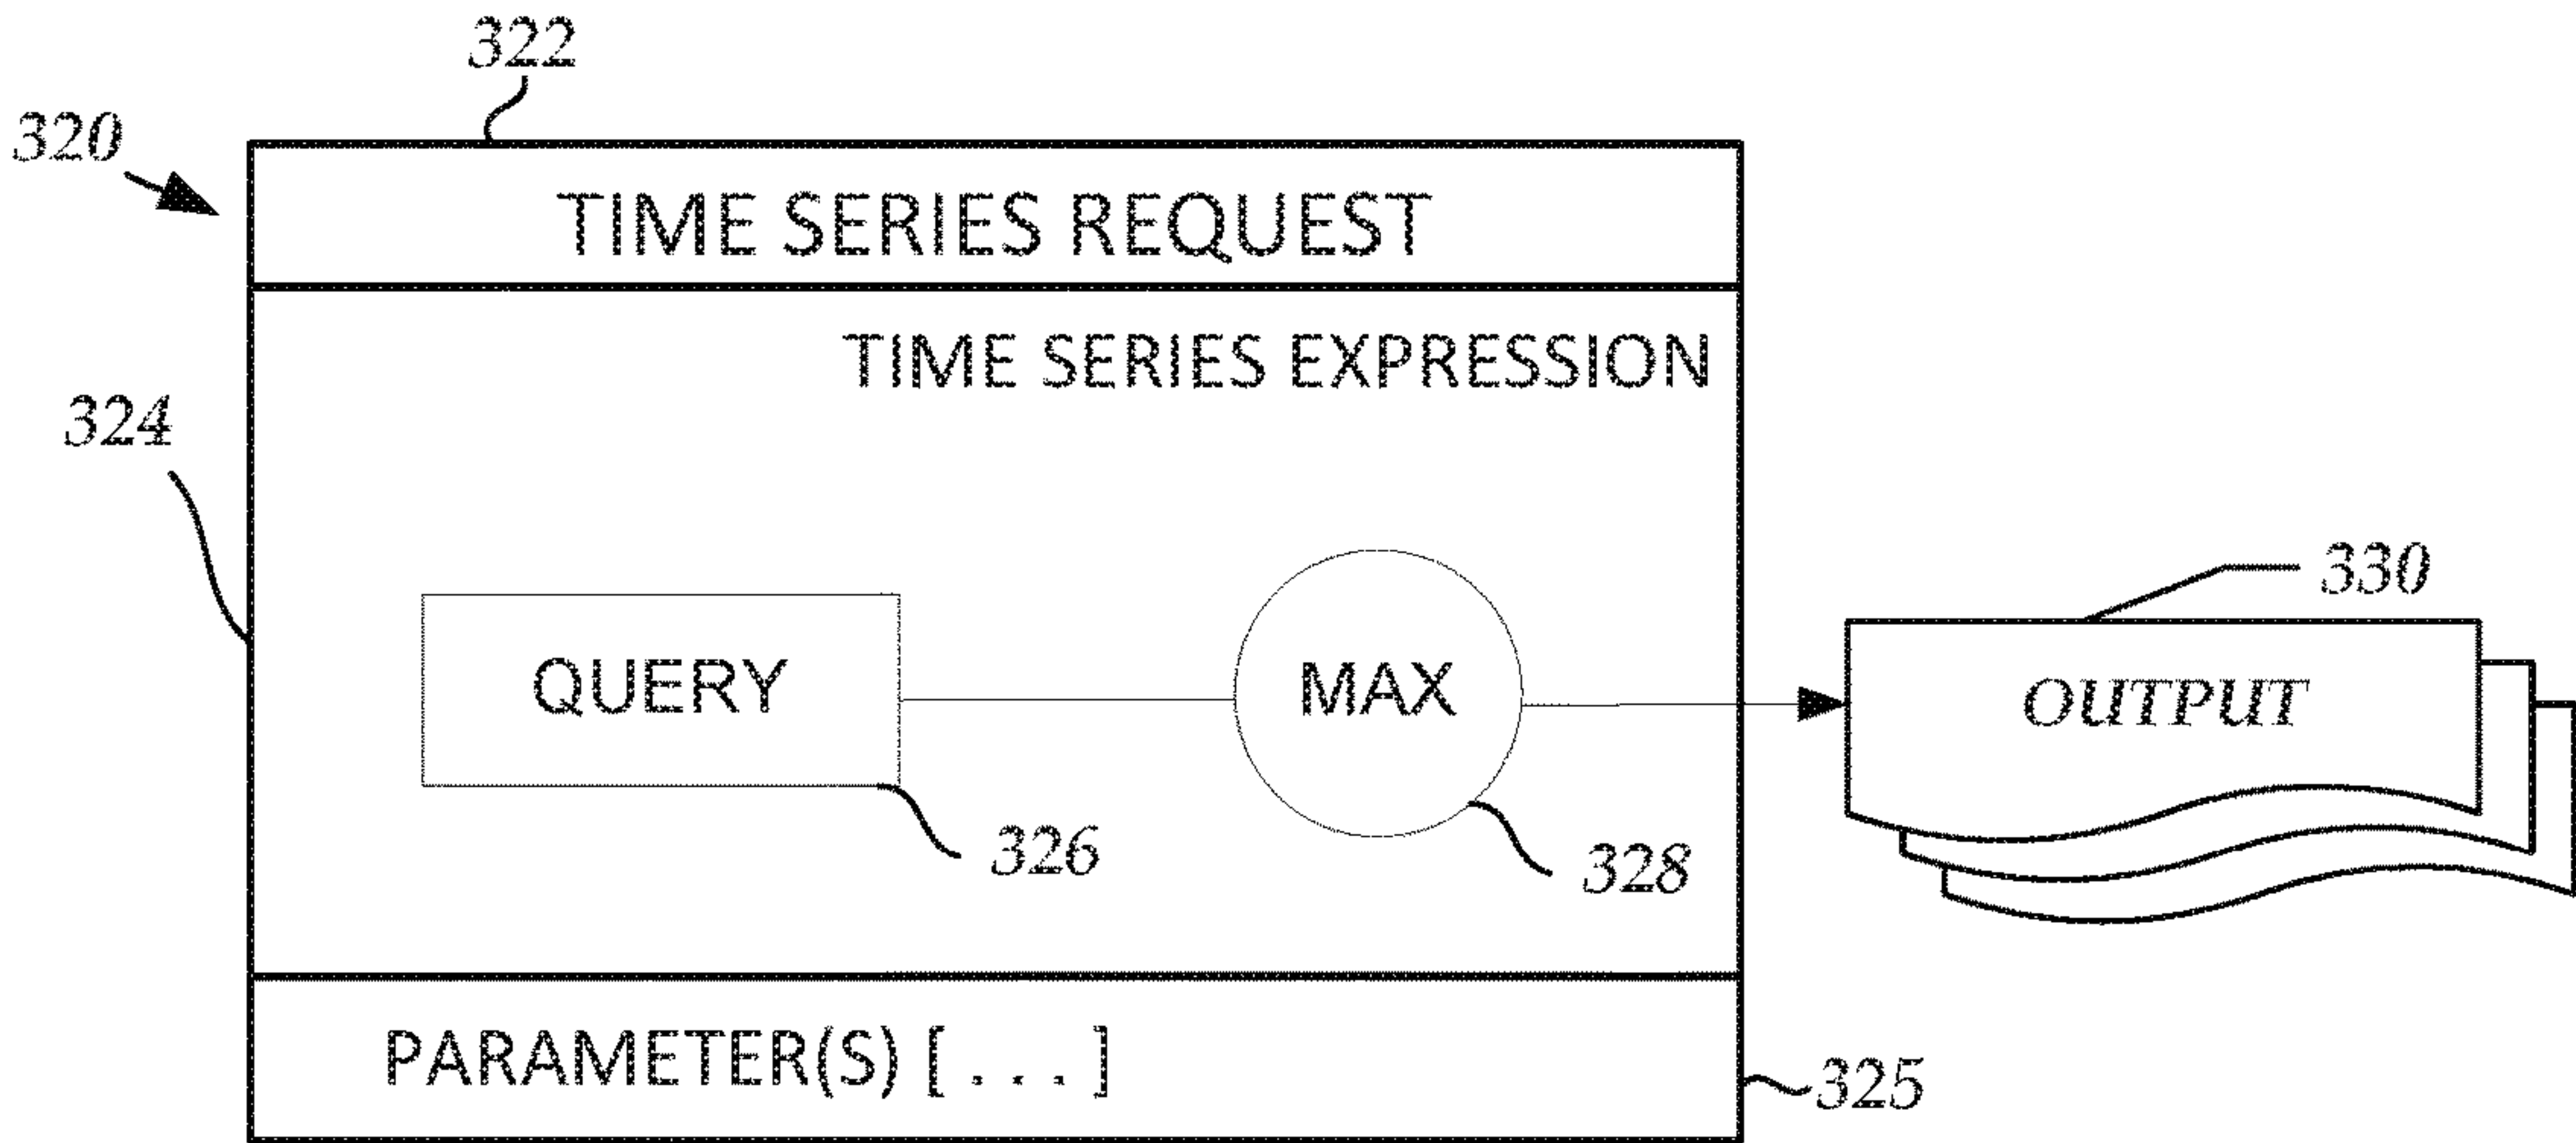 322
320
TIME SERIES REQUEST
TIME SERIES EXPRESSION
324
330
QUERY
MAX
OUTPUT
326
328
PARAMETER(S) [ . . . ]
325